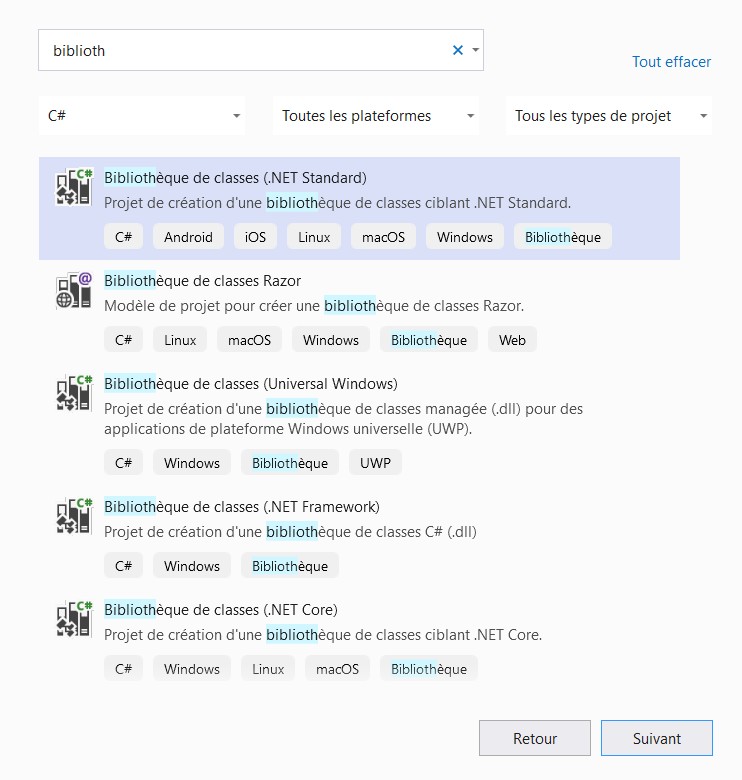 biblioth
Tout effacer
C#
Toutes les plateformes
Tous les types de projet
C#
Bibliothèque de classes (.NET Standard)
Projet de création d'une bibliothèque de classes ciblant .NET Standard.
C# Android iOS Linux macOS Windows Bibliothèque
@
Bibliothèque de classes Razor
Modèle de projet pour créer une bibliothèque de classes Razor.
C# Linux macOS Windows Bibliothèque Web
C#
Bibliothèque de classes (Universal Windows)
Projet de création d'une bibliothèque de classes managée (.dll) pour des
applications de plateforme Windows universelle (UWP).
C# Windows Bibliothèque UWP
C#
Bibliothèque de classes (.NET Framework)
Projet de création d'une bibliothèque de classes C# (.dll)
C# Windows Bibliothèque
C#
Bibliothèque de classes (.NET Core)
Projet de création d'une bibliothèque de classes ciblant .NET Core.
C# Windows Linux macOS Bibliothèque
Retour
Suivant